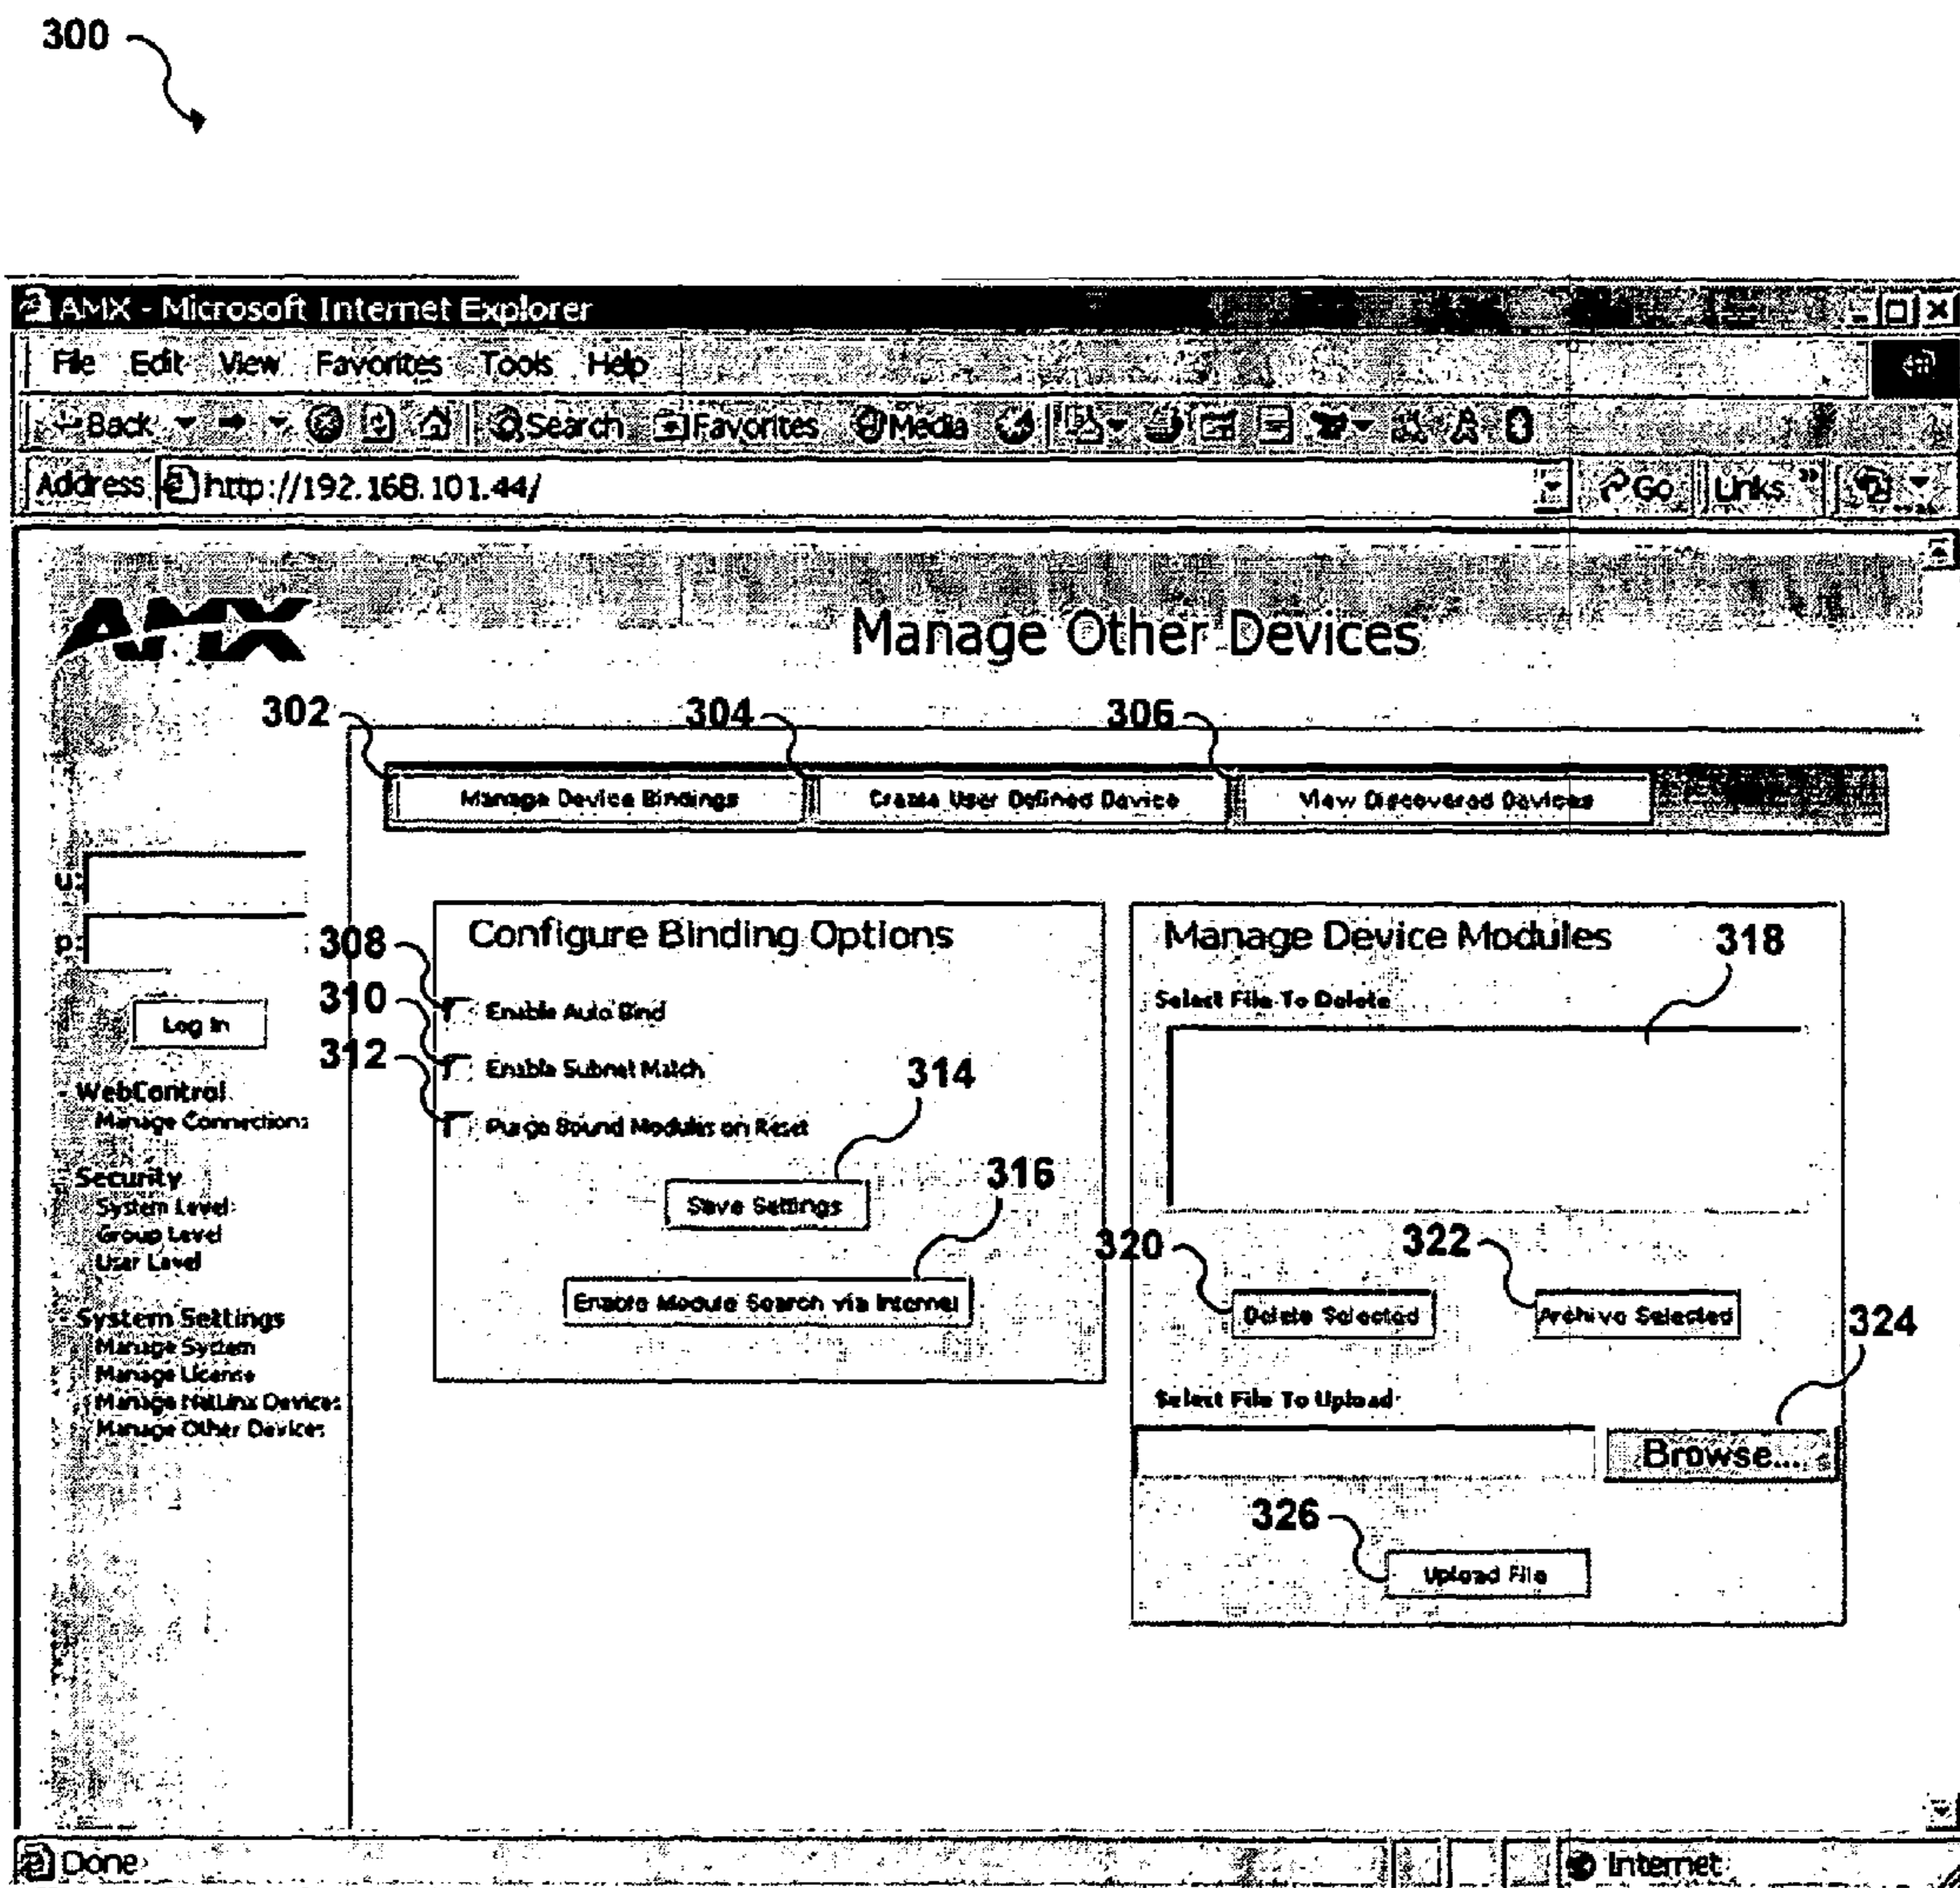 300
AMX - Microsoft Internet Explorer
File Edit View Favorites Tools Help
Back Search Favorites Media
Address http://192.168.101.44/ Go Links »
AMX
Manage Other Devices
302 304 306
Manage Device Bindings Create User Defined Device View Discovered Devices
u:
p:
Log In
WebControl
Manage Connections
Security
System Level
Group Level
User Level
System Settings
Manage System
Manage License
Manage NetLinx Devices
Manage Other Devices
Configure Binding Options
308 Enable Auto Bind
310 Enable Subnet Match
312 Purge Bound Modules on Reset
314
Save Settings
316
Enable Module Search via Internet
Manage Device Modules
318
Select File To Delete
320 322
Delete Selected Archive Selected
324
Select File To Upload
Browse...
326
Upload File
Done Internet